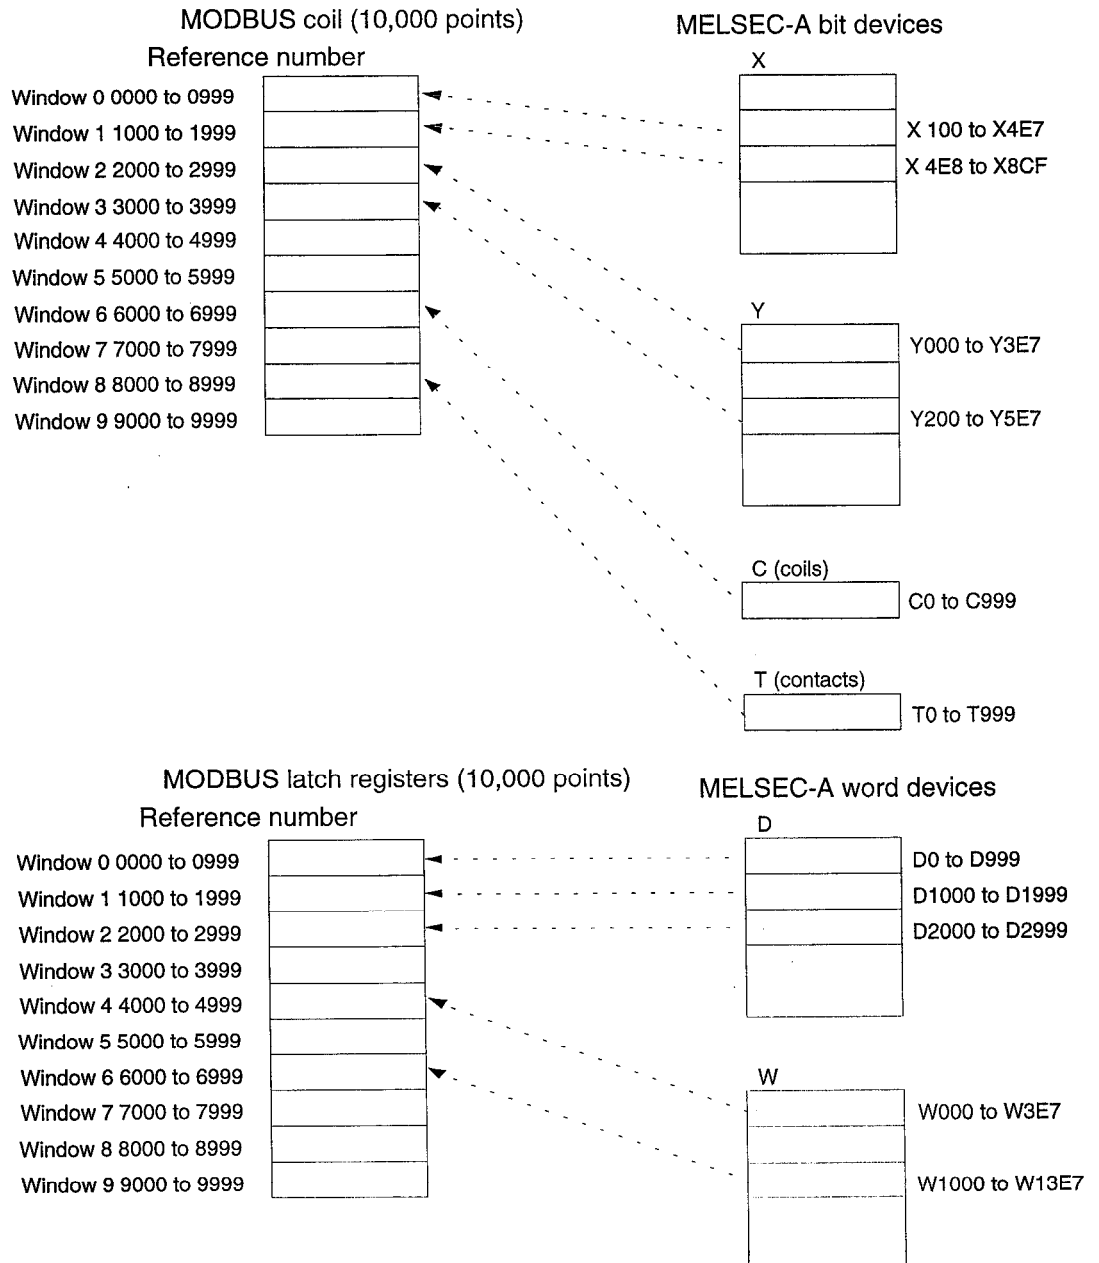 MODBUS coil (10,000 points)
MELSEC-A bit devices
Reference number
X
Window 0 0000 to 0999
Window 1 1000 to 1999
X 100 to X4E7
Window 2 2000 to 2999
X 4E8 to X8CF
Window 3 3000 to 3999
Window 4 4000 to 4999
Window 5 5000 to 5999
Window 6 6000 to 6999
Y
Window 7 7000 to 7999
Y000 to Y3E7
Window 8 8000 to 8999
Window 9 9000 to 9999
Y200 to Y5E7
C (coils)
C0 to C999
T (contacts)
T0 to T999
MODBUS latch registers (10,000 points)
MELSEC-A word devices
Reference number
D
Window 0 0000 to 0999
D0 to D999
Window 1 1000 to 1999
D1000 to D1999
Window 2 2000 to 2999
D2000 to D2999
Window 3 3000 to 3999
Window 4 4000 to 4999
Window 5 5000 to 5999
Window 6 6000 to 6999
W
Window 7 7000 to 7999
W000 to W3E7
Window 8 8000 to 8999
Window 9 9000 to 9999
W1000 to W13E7